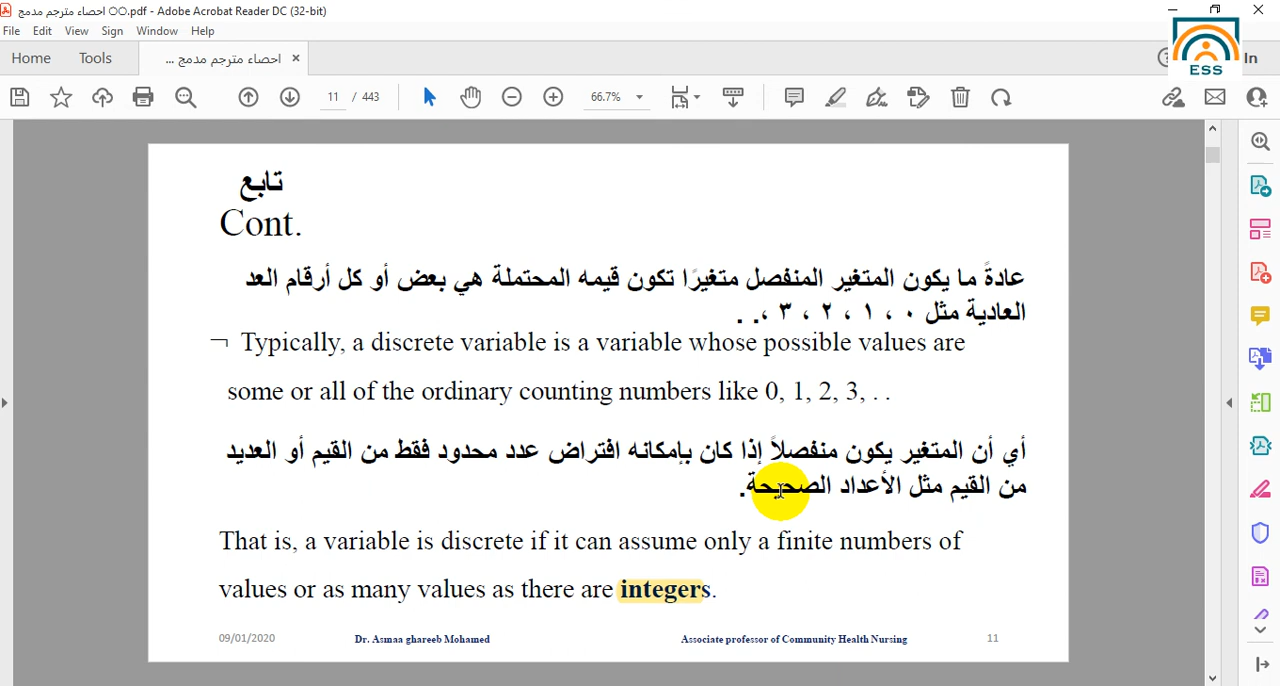 احصاء مترجم مدمج OO.pdf - Adobe Acrobat Reader DC (32-bit)
File Edit View Sign Window Help
Home Tools احصاء مترجم مدمج ... × In
ESS
11 / 443 66.7%
تابع
Cont.
عادةً ما يكون المتغير المنفصل متغيرًا تكون قيمه المحتملة هي بعض أو كل أرقام العد
العادية مثل ٠ ، ١ ، ٢ ، ٣ ،. .
¬ Typically, a discrete variable is a variable whose possible values are
some or all of the ordinary counting numbers like 0, 1, 2, 3, . .
أي أن المتغير يكون منفصلاً إذا كان بإمكانه افتراض عدد محدود فقط من القيم أو العديد
من القيم مثل الأعداد الصحيحة.
That is, a variable is discrete if it can assume only a finite numbers of
values or as many values as there are integers.
09/01/2020 Dr. Asmaa ghareeb Mohamed Associate professor of Community Health Nursing 11